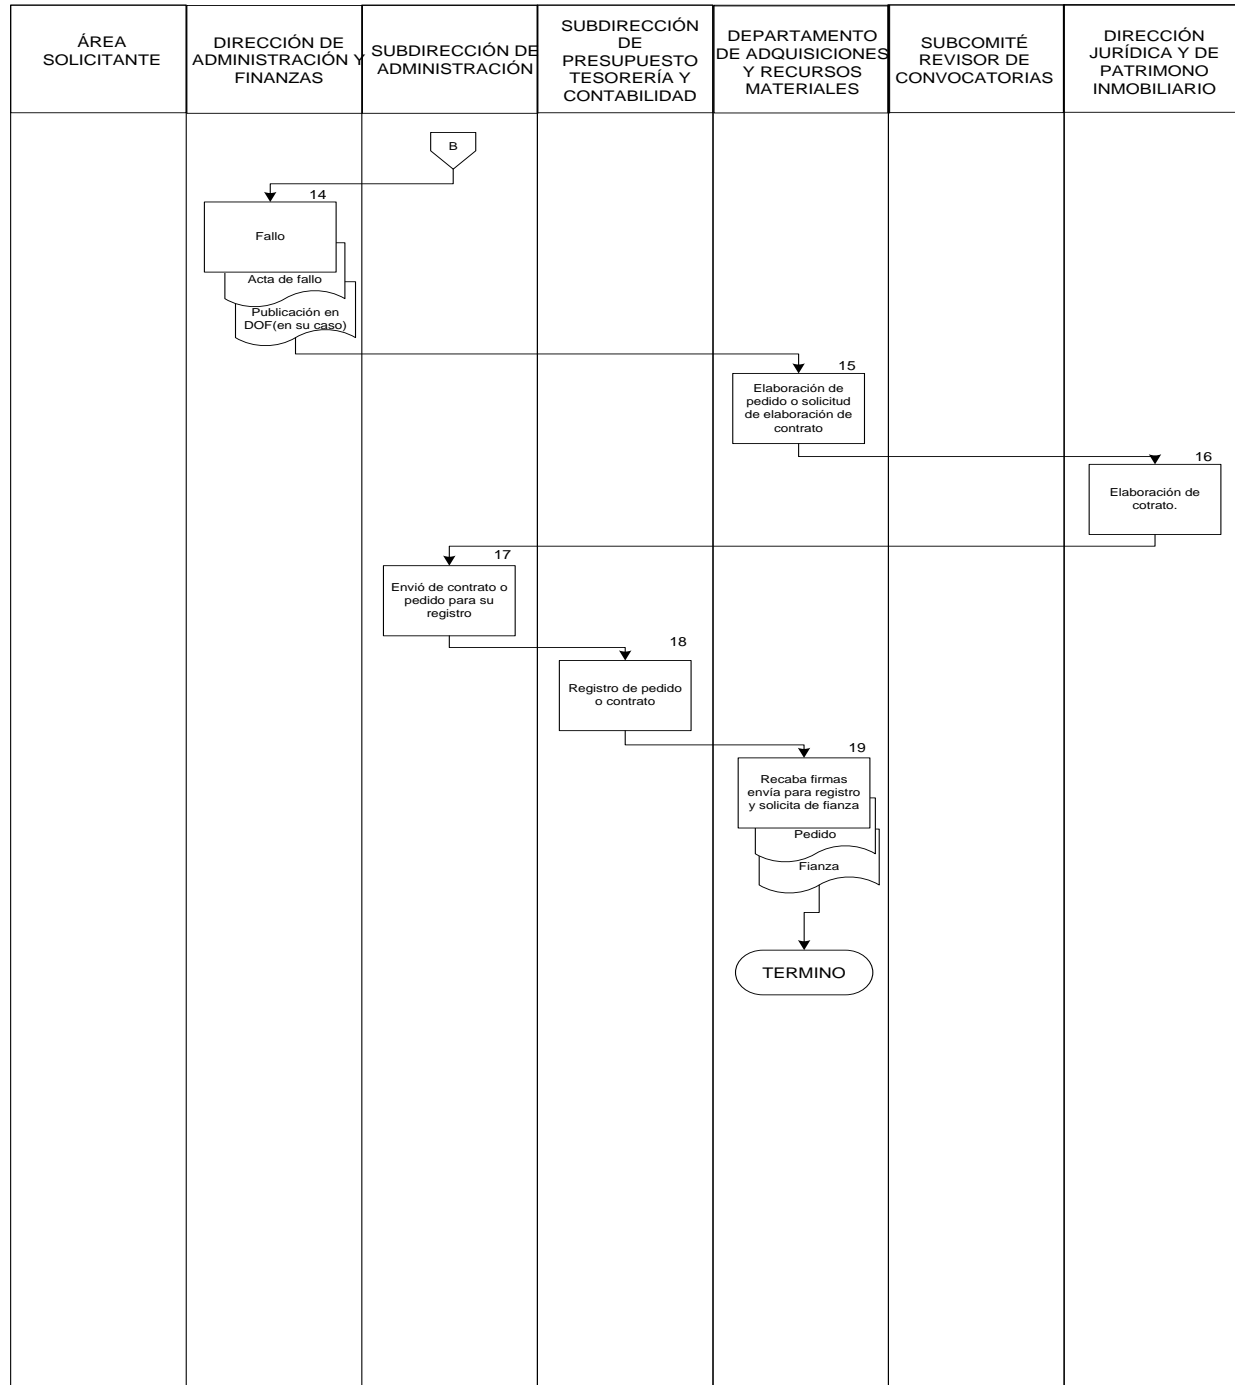 ÁREA
SOLICITANTE
DIRECCIÓN DE
ADMINISTRACIÓN Y
FINANZAS
SUBDIRECCIÓN DE
ADMINISTRACIÓN
SUBDIRECCIÓN
DE
PRESUPUESTO
TESORERÍA Y
CONTABILIDAD
DEPARTAMENTO
DE ADQUISICIONES
Y RECURSOS
MATERIALES
SUBCOMITÉ
REVISOR DE
CONVOCATORIAS
DIRECCIÓN
JURÍDICA Y DE
PATRIMONO
INMOBILIARIO
B
14
Fallo
Acta de fallo
Publicación en
DOF(en su caso)
15
Elaboración de
pedido o solicitud
de elaboración de
contrato
16
Elaboración de
cotrato.
17
Envió de contrato o
pedido para su
registro
18
Registro de pedido
o contrato
19
Recaba firmas
envía para registro
y solicita de fianza
Pedido
Fianza
TERMINO